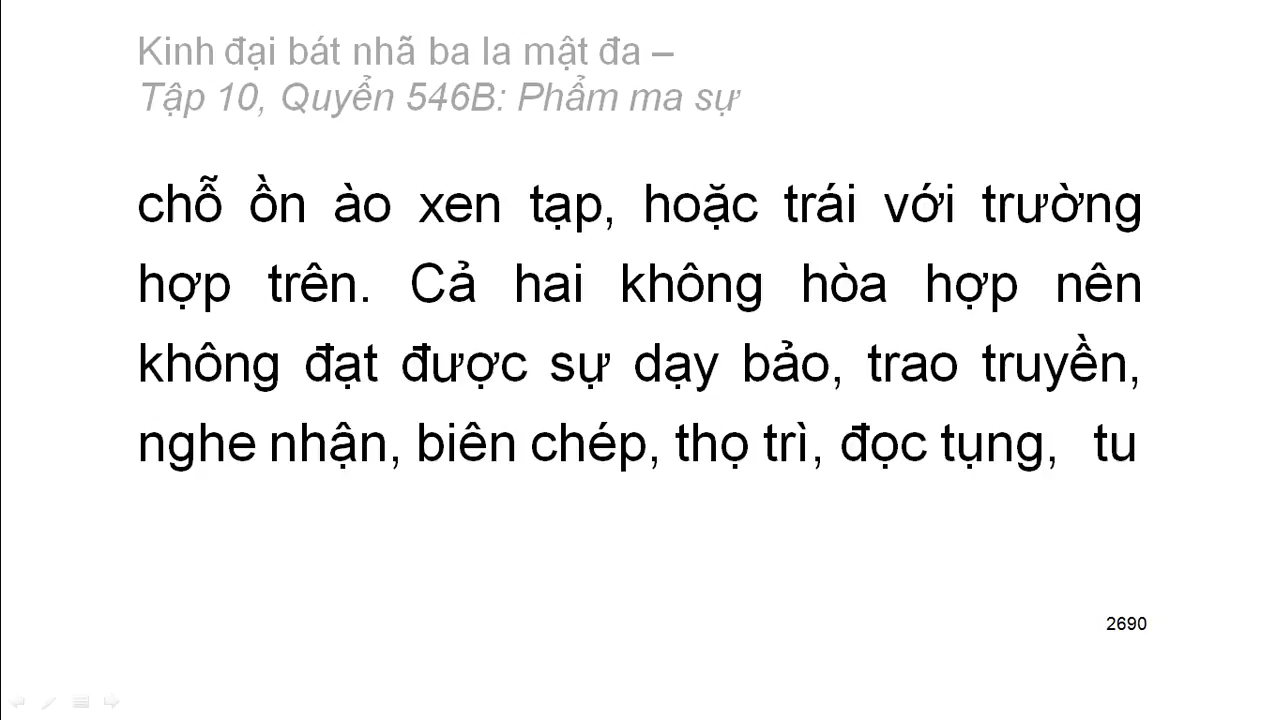 Kinh đại bát nhã ba la mật đa –
Tập 10, Quyển 546B: Phẩm ma sự
chỗ ồn ào xen tạp, hoặc trái với trường
hợp trên. Cả hai không hòa hợp nên
không đạt được sự dạy bảo, trao truyền,
nghe nhận, biên chép, thọ trì, đọc tụng, tu
2690